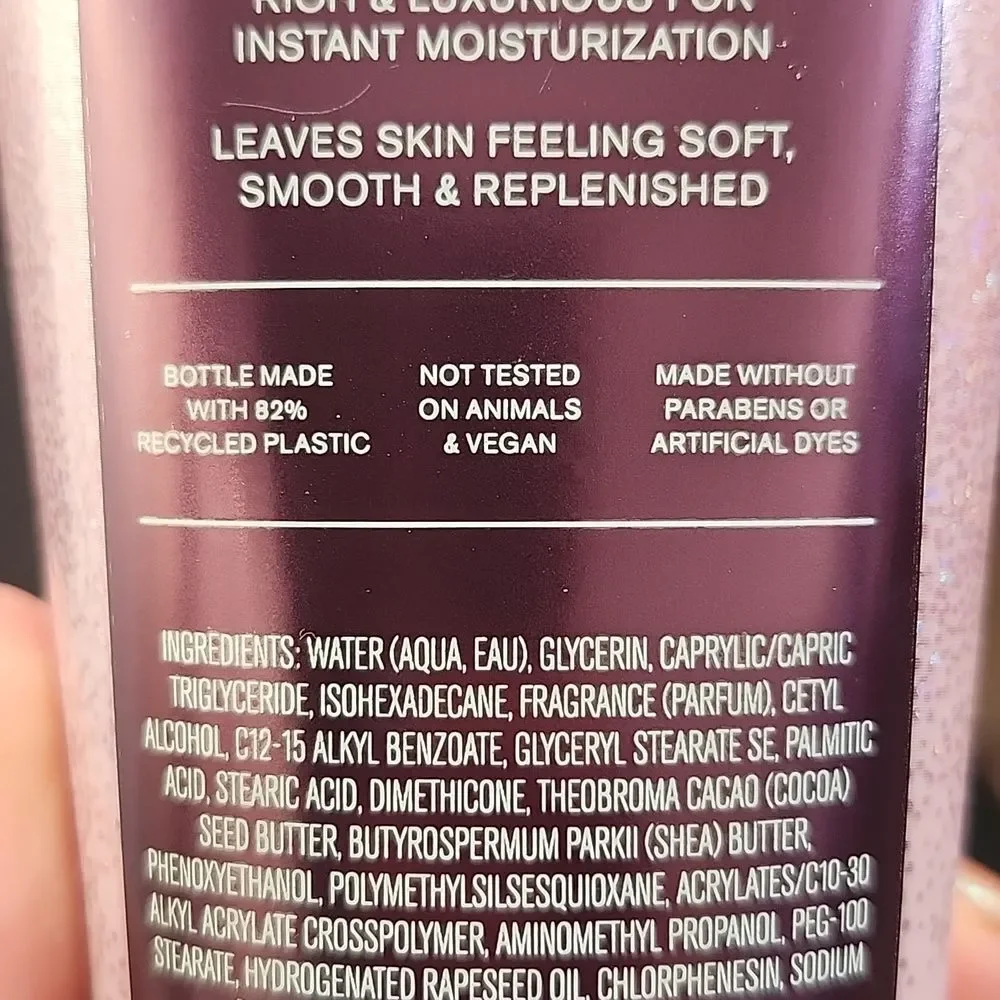 RICH & LUXURIOUS FOR
INSTANT MOISTURIZATION
LEAVES SKIN FEELING SOFT,
SMOOTH & REPLENISHED
BOTTLE MADE
WITH 82%
RECYCLED PLASTIC
NOT TESTED
ON ANIMALS
& VEGAN
MADE WITHOUT
PARABENS OR
ARTIFICIAL DYES
INGREDIENTS: WATER (AQUA, EAU), GLYCERIN, CAPRYLIC/CAPRIC
TRIGLYCERIDE, ISOHEXADECANE, FRAGRANCE (PARFUM), CETYL
ALCOHOL, C12-15 ALKYL BENZOATE, GLYCERYL STEARATE SE, PALMITIC
ACID, STEARIC ACID, DIMETHICONE, THEOBROMA CACAO (COCOA)
SEED BUTTER, BUTYROSPERMUM PARKII (SHEA) BUTTER,
PHENOXYETHANOL, POLYMETHYLSILSESQUIOXANE, ACRYLATES/C10-30
ALKYL ACRYLATE CROSSPOLYMER, AMINOMETHYL PROPANOL, PEG-100
STEARATE, HYDROGENATED RAPESEED OIL, CHLORPHENESIN, SODIUM